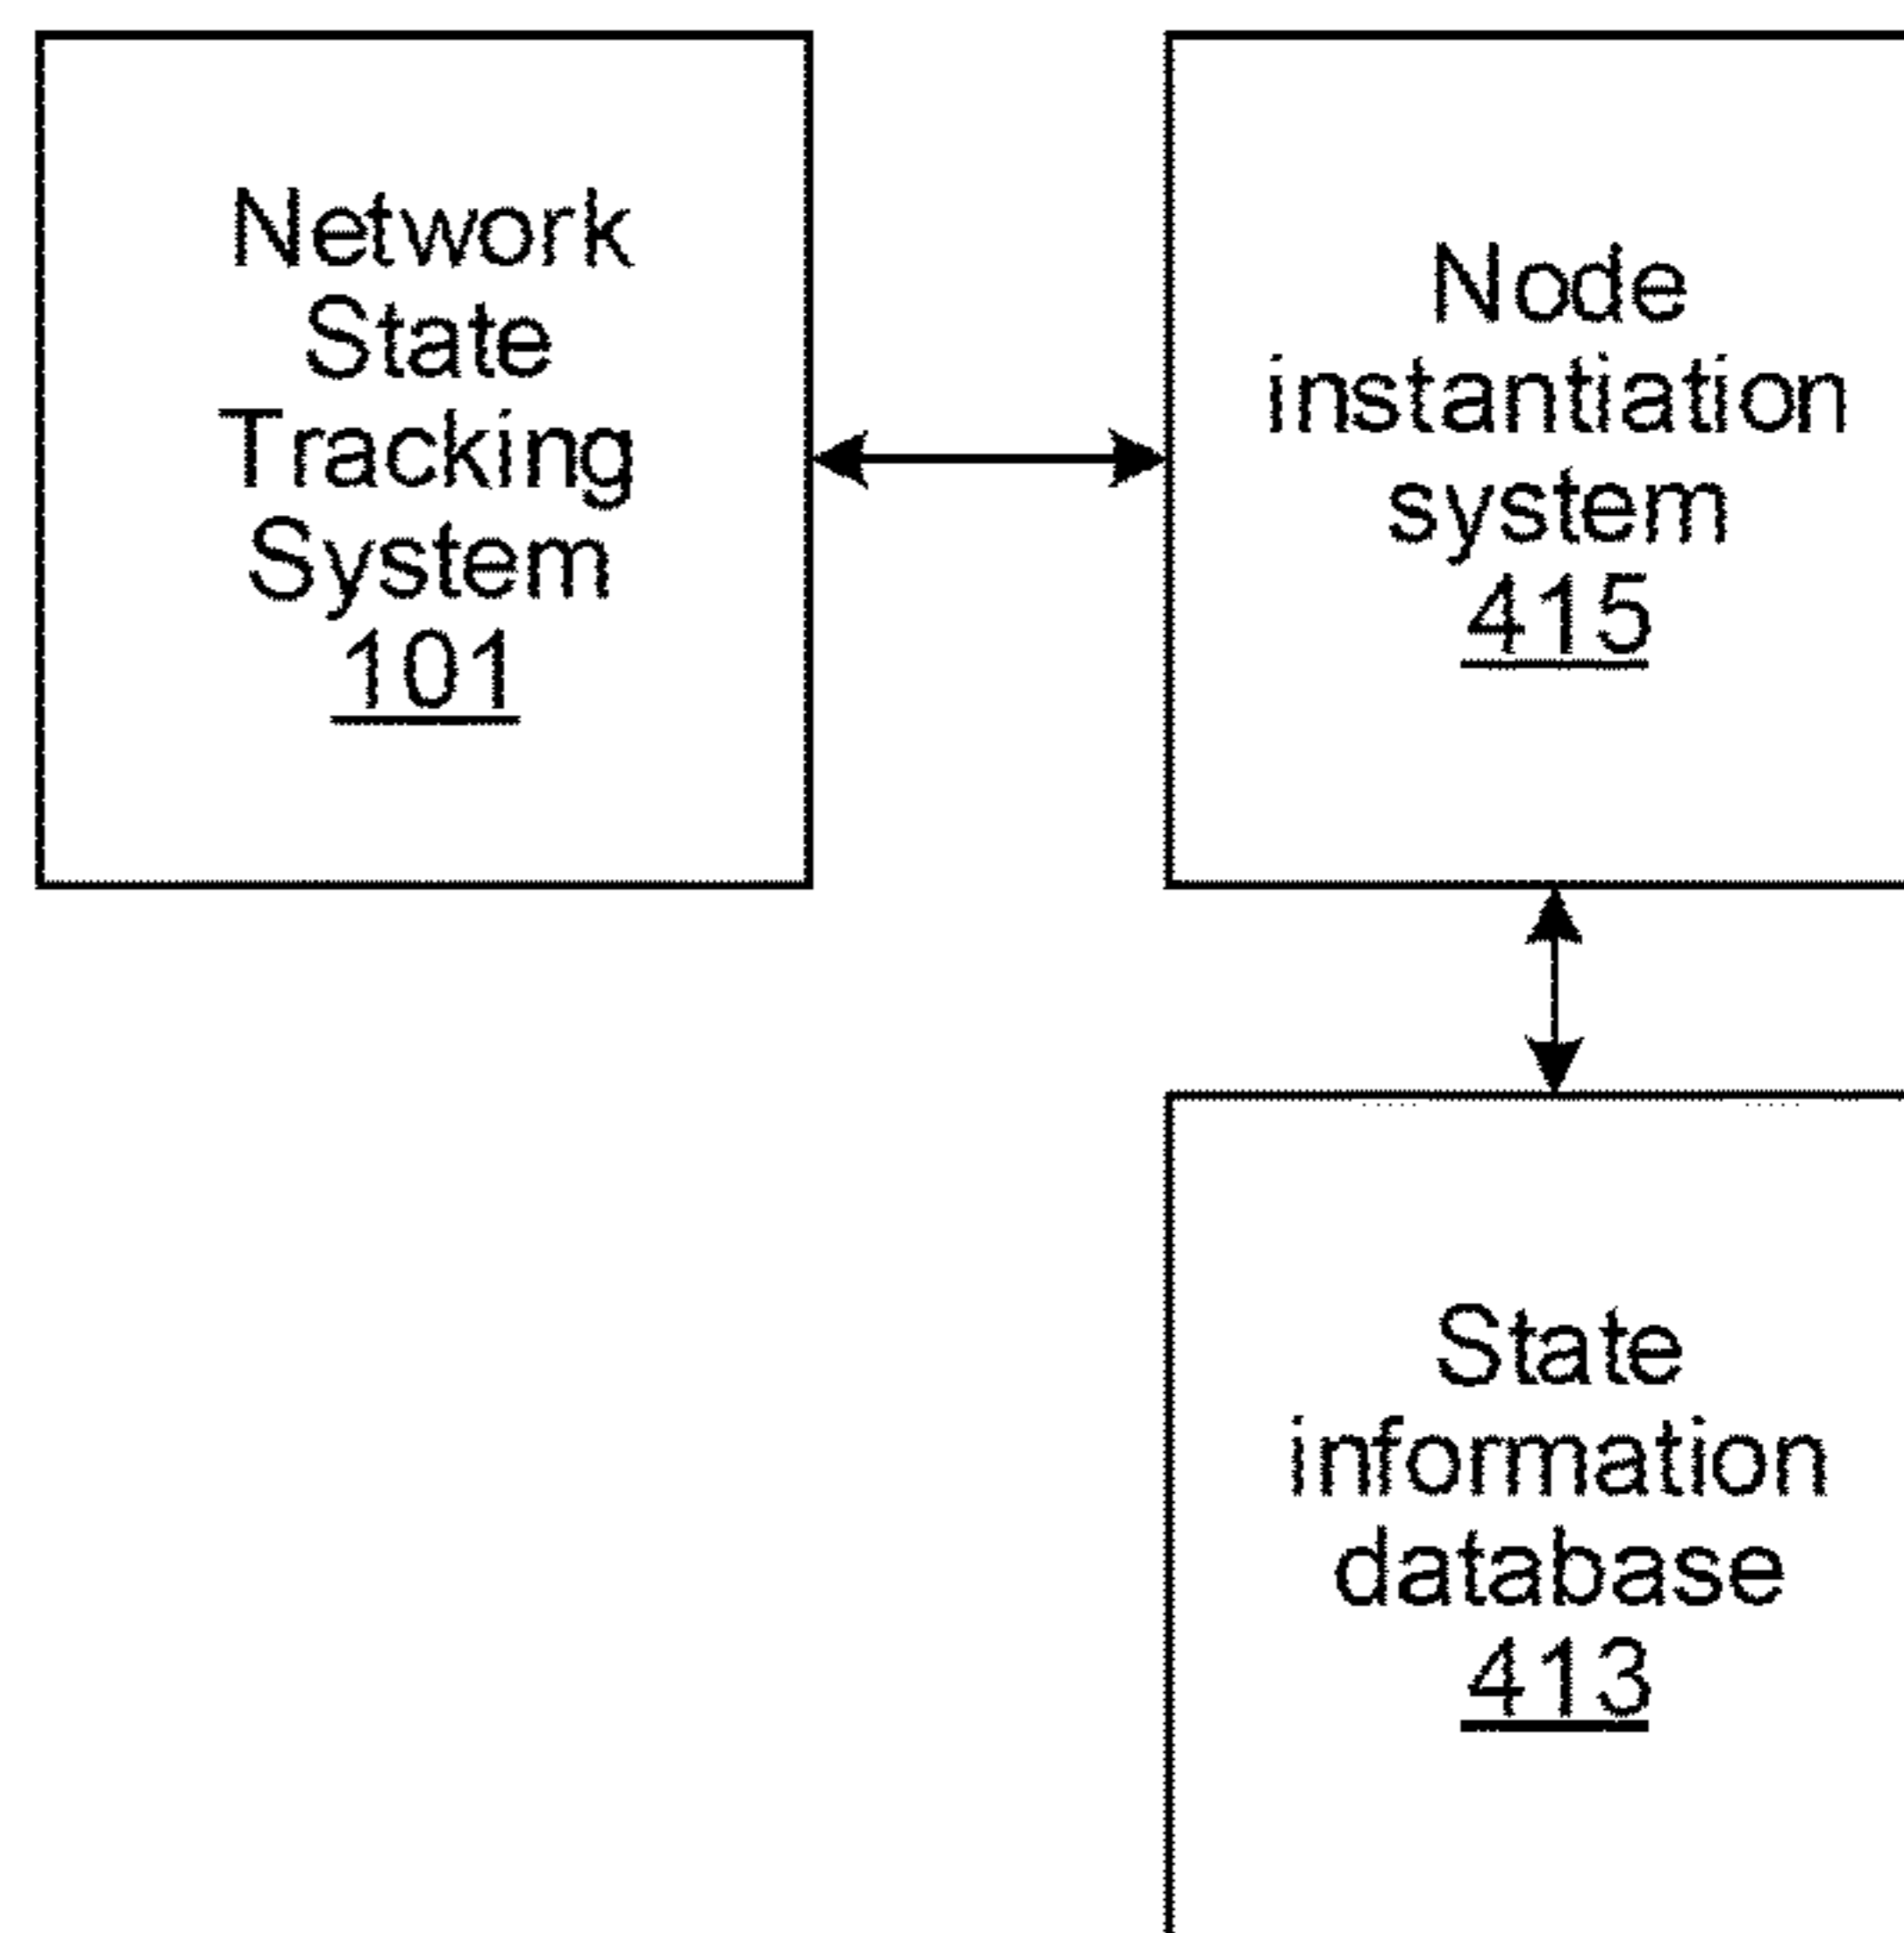 Network
State
Tracking
System
101
Node
instantiation
system
415
State
information
database
413